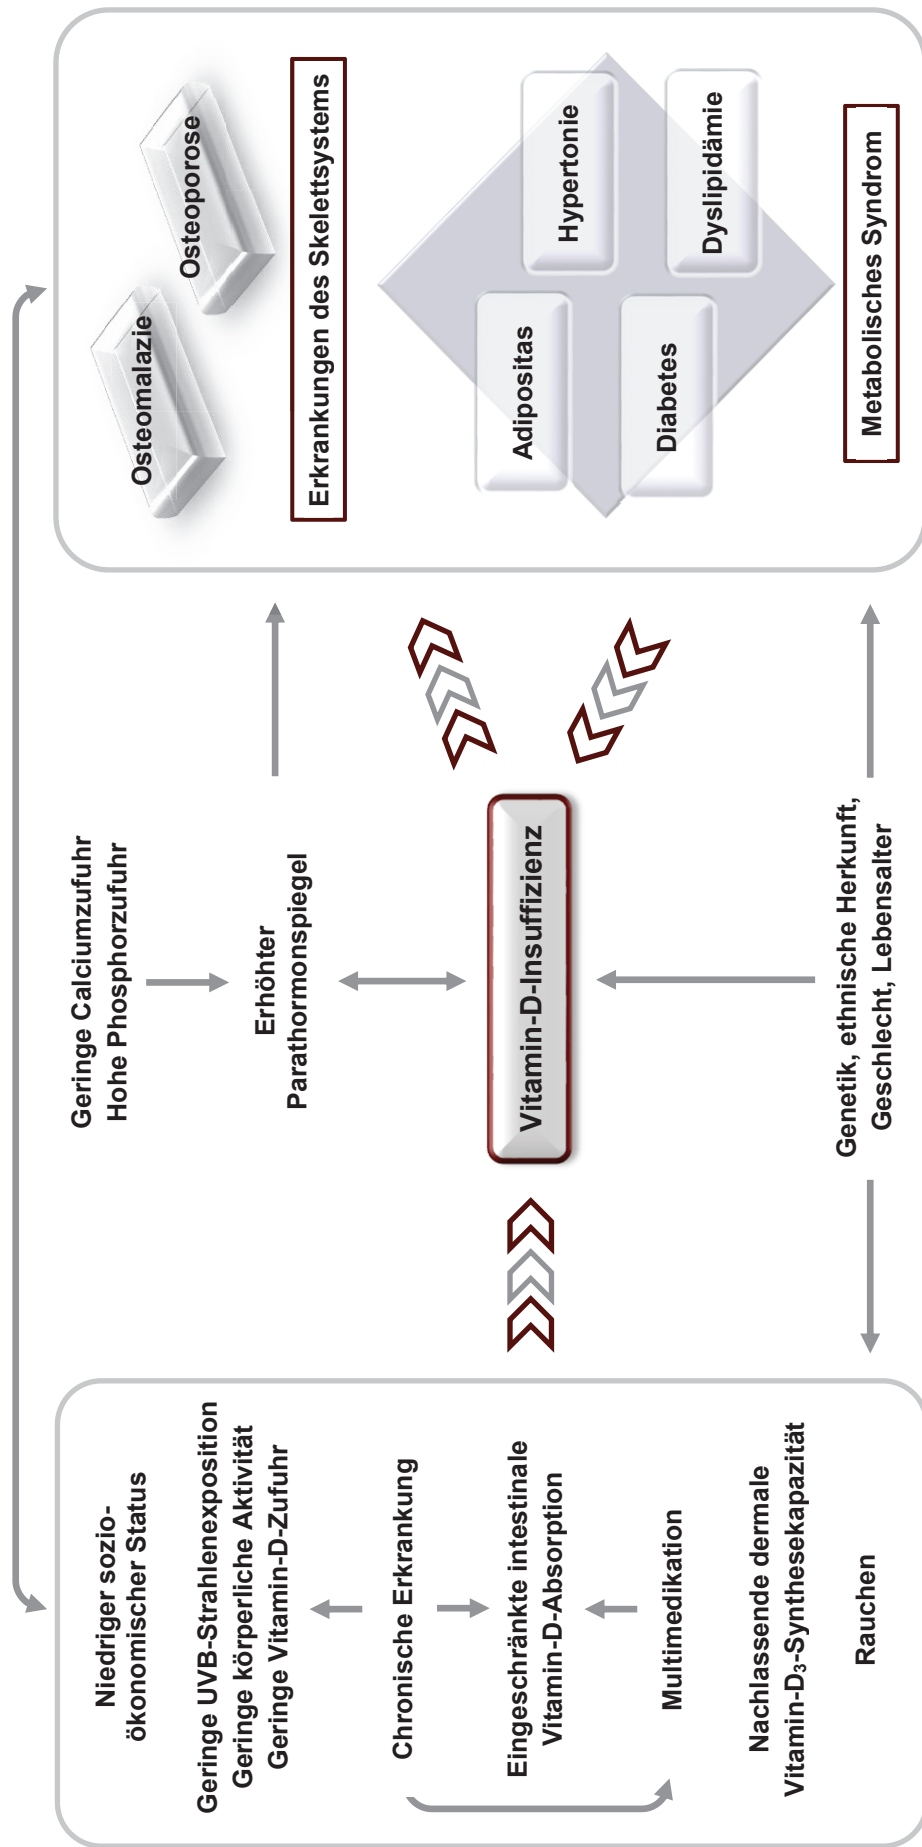 Niedriger sozio-
ökonomischer Status
Geringe UVB-Strahlenexposition
Geringe körperliche Aktivität
Geringe Vitamin-D-Zufuhr
Chronische Erkrankung
Eingeschränkte intestinale
Vitamin-D-Absorption
Multimedikation
Nachlassende dermale
Vitamin-D₃-Synthesekapazität
Rauchen
Geringe Calciumzufuhr
Hohe Phosphorzufuhr
Erhöhter
Parathormonspiegel
Vitamin-D-Insuffizienz
Genetik, ethnische Herkunft,
Geschlecht, Lebensalter
Osteomalazie
Osteoporose
Erkrankungen des Skelettsystems
Adipositas
Hypertonie
Diabetes
Dyslipidämie
Metabolisches Syndrom